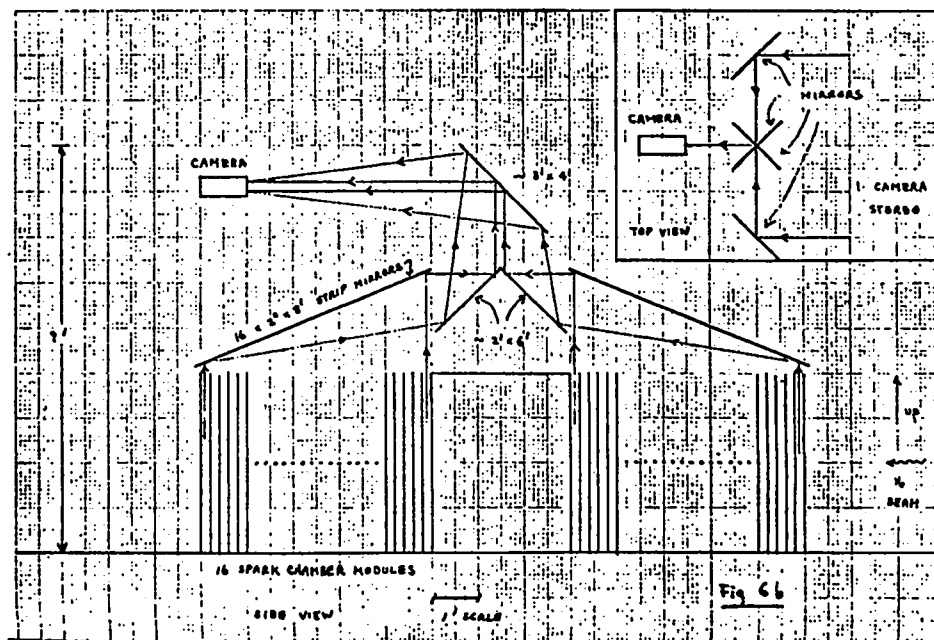 CAMERA
~ 3' x 4'
16 x 2" x 8' STRIP MIRRORS
~ 2' x 6'
9'
UP
BEAM
16 SPARK CHAMBER MODULES
SIDE VIEW
1' SCALE
Fig 6b
MIRRORS
CAMERA
1 - CAMERA
STEREO
TOP VIEW